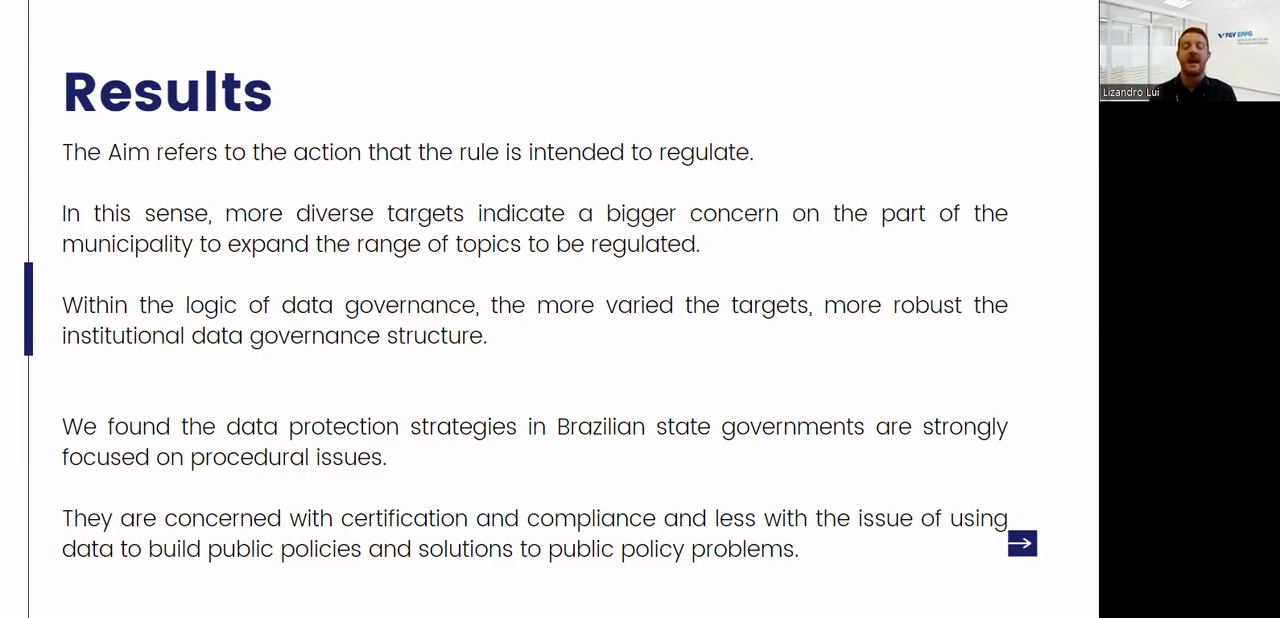 Results
The Aim refers to the action that the rule is intended to regulate.
In this sense, more diverse targets indicate a bigger concern on the part of the
municipality to expand the range of topics to be regulated.
Within the logic of data governance, the more varied the targets, more robust the
institutional data governance structure.
We found the data protection strategies in Brazilian state governments are strongly
focused on procedural issues.
They are concerned with certification and compliance and less with the issue of using
data to build public policies and solutions to public policy problems.
FGV EPPG
Lizandro Lui